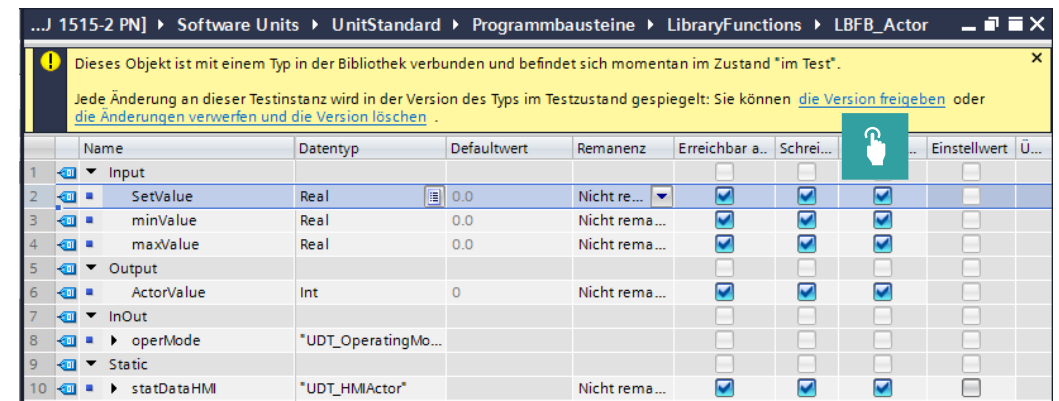 ...J 1515-2 PN] ▸ Software Units ▸ UnitStandard ▸ Programmbausteine ▸ LibraryFunctions ▸ LBFB_Actor
Dieses Objekt ist mit einem Typ in der Bibliothek verbunden und befindet sich momentan im Zustand "im Test".
Jede Änderung an dieser Testinstanz wird in der Version des Typs im Testzustand gespiegelt: Sie können die Version freigeben oder
die Änderungen verwerfen und die Version löschen .
Name Datentyp Defaultwert Remanenz Erreichbar a... Schrei... ... Einstellwert Ü...
1 Input
2 SetValue Real 0.0 Nicht re...
3 minValue Real 0.0 Nicht rema...
4 maxValue Real 0.0 Nicht rema...
5 Output
6 ActorValue Int 0 Nicht rema...
7 InOut
8 operMode "UDT_OperatingMo...
9 Static
10 statDataHMI "UDT_HMIActor" Nicht rema...